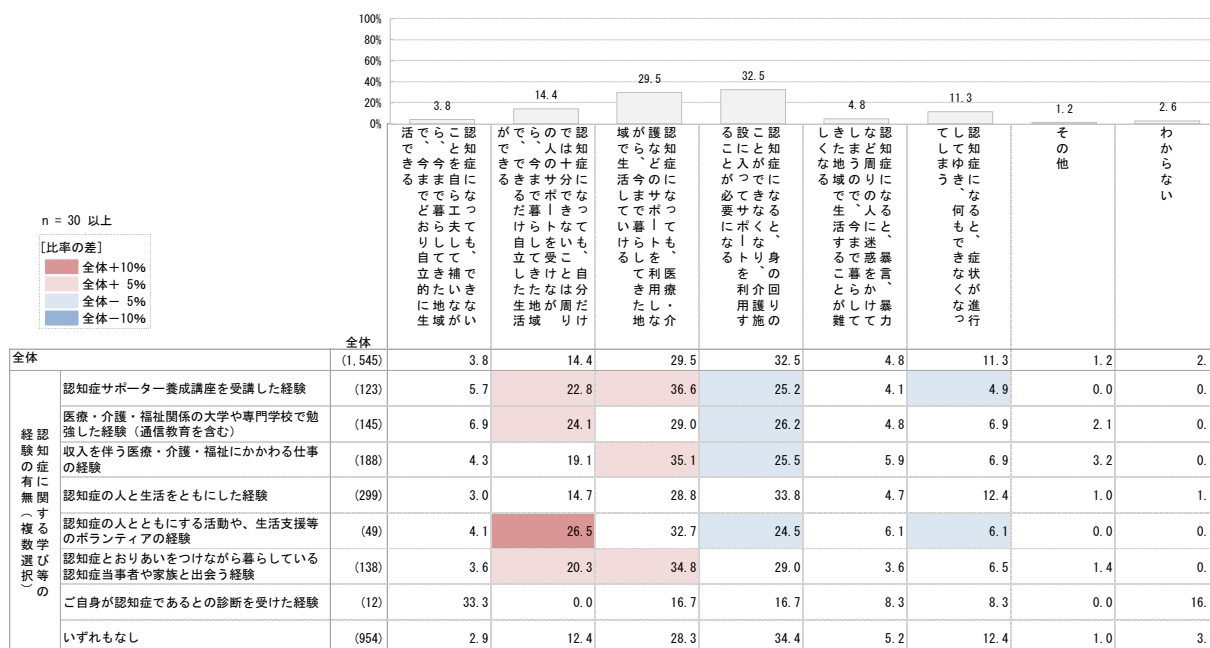 100%
80%
60%
40%
20%
0%
3.8
14.4
29.5
32.5
4.8
11.3
1.2
2.6
認知症になっても、できない
ことを自ら工夫して補いなが
ら、今まで暮らしてきた地域
で、今までどおり自立的に生
活できる
認知症になっても、自分だけ
では十分できないことは周り
の人のサポートを受けなが
ら、今まで暮らしてきた地域
で、できるだけ自立した生活
ができる
認知症になっても、医療・介
護などのサポートを利用しな
がら、今まで暮らしてきた地
域で生活していける
認知症になると、身の回りの
ことができなくなり、介護施
設に入ってサポートを利用す
ることが必要になる
認知症になると、暴言、暴力
など周りの人に迷惑をかけて
しまうので、今まで暮らして
きた地域で生活することが難
しくなる
認知症になると、症状が進行
してゆき、何もできなくなっ
てしまう
その他
わからない
n = 30 以上
[比率の差]
全体+10%
全体+ 5%
全体- 5%
全体-10%
全体
全体 (1,545) 3.8 14.4 29.5 32.5 4.8 11.3 1.2 2.
認知症に関する学び等の
経験の有無(複数選択)
認知症サポーター養成講座を受講した経験 (123) 5.7 22.8 36.6 25.2 4.1 4.9 0.0 0.
医療・介護・福祉関係の大学や専門学校で勉
強した経験(通信教育を含む) (145) 6.9 24.1 29.0 26.2 4.8 6.9 2.1 0.
収入を伴う医療・介護・福祉にかかわる仕事
の経験 (188) 4.3 19.1 35.1 25.5 5.9 6.9 3.2 0.
認知症の人と生活をともにした経験 (299) 3.0 14.7 28.8 33.8 4.7 12.4 1.0 1.
認知症の人とともにする活動や、生活支援等
のボランティアの経験 (49) 4.1 26.5 32.7 24.5 6.1 6.1 0.0 0.
認知症とおりあいをつけながら暮らしている
認知症当事者や家族と出会う経験 (138) 3.6 20.3 34.8 29.0 3.6 6.5 1.4 0.
ご自身が認知症であるとの診断を受けた経験 (12) 33.3 0.0 16.7 16.7 8.3 8.3 0.0 16.
いずれもなし (954) 2.9 12.4 28.3 34.4 5.2 12.4 1.0 3.